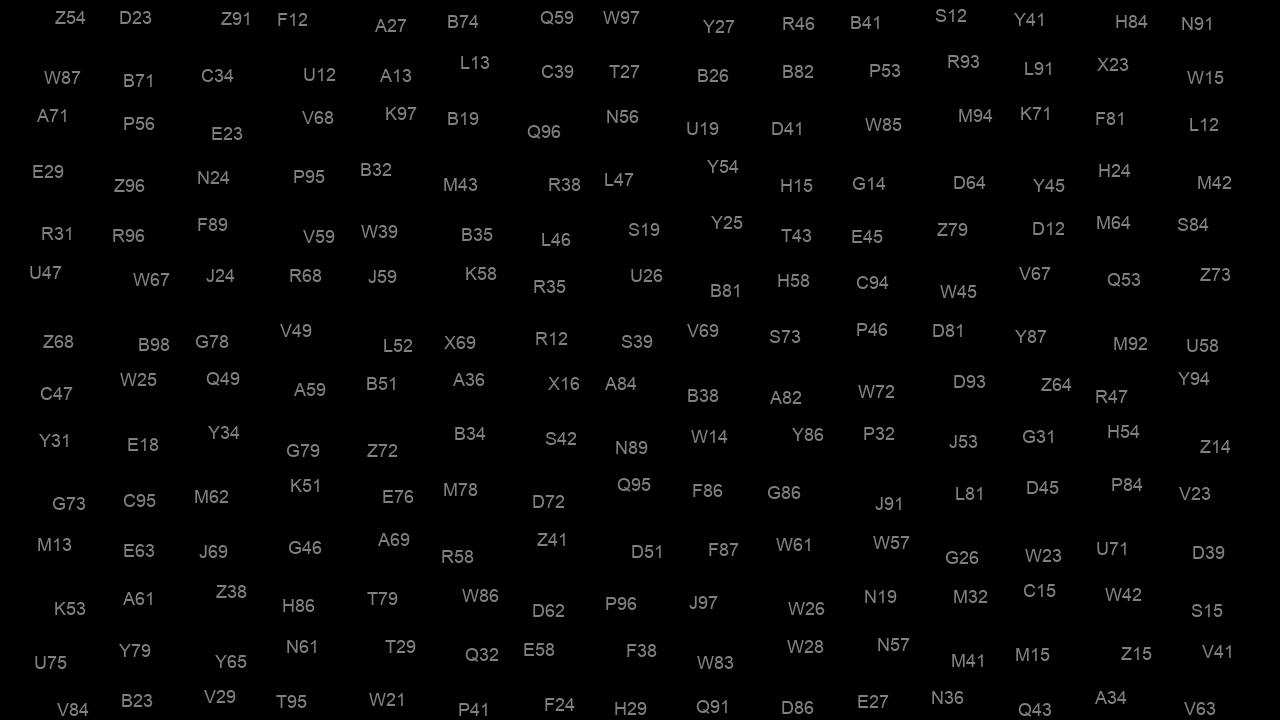 Z54 D23 Z91 F12 A27 B74 Q59 W97 Y27 R46 B41 S12 Y41 H84 N91
W87 B71 C34 U12 A13 L13 C39 T27 B26 B82 P53 R93 L91 X23 W15
A71 P56 E23 V68 K97 B19 Q96 N56 U19 D41 W85 M94 K71 F81 L12
E29 Z96 N24 P95 B32 M43 R38 L47 Y54 H15 G14 D64 Y45 H24 M42
R31 R96 F89 V59 W39 B35 L46 S19 Y25 T43 E45 Z79 D12 M64 S84
U47 W67 J24 R68 J59 K58 R35 U26 B81 H58 C94 W45 V67 Q53 Z73
Z68 B98 G78 V49 L52 X69 R12 S39 V69 S73 P46 D81 Y87 M92 U58
C47 W25 Q49 A59 B51 A36 X16 A84 B38 A82 W72 D93 Z64 R47 Y94
Y31 E18 Y34 G79 Z72 B34 S42 N89 W14 Y86 P32 J53 G31 H54 Z14
G73 C95 M62 K51 E76 M78 D72 Q95 F86 G86 J91 L81 D45 P84 V23
M13 E63 J69 G46 A69 R58 Z41 D51 F87 W61 W57 G26 W23 U71 D39
K53 A61 Z38 H86 T79 W86 D62 P96 J97 W26 N19 M32 C15 W42 S15
U75 Y79 Y65 N61 T29 Q32 E58 F38 W83 W28 N57 M41 M15 Z15 V41
V84 B23 V29 T95 W21 P41 F24 H29 Q91 D86 E27 N36 Q43 A34 V63